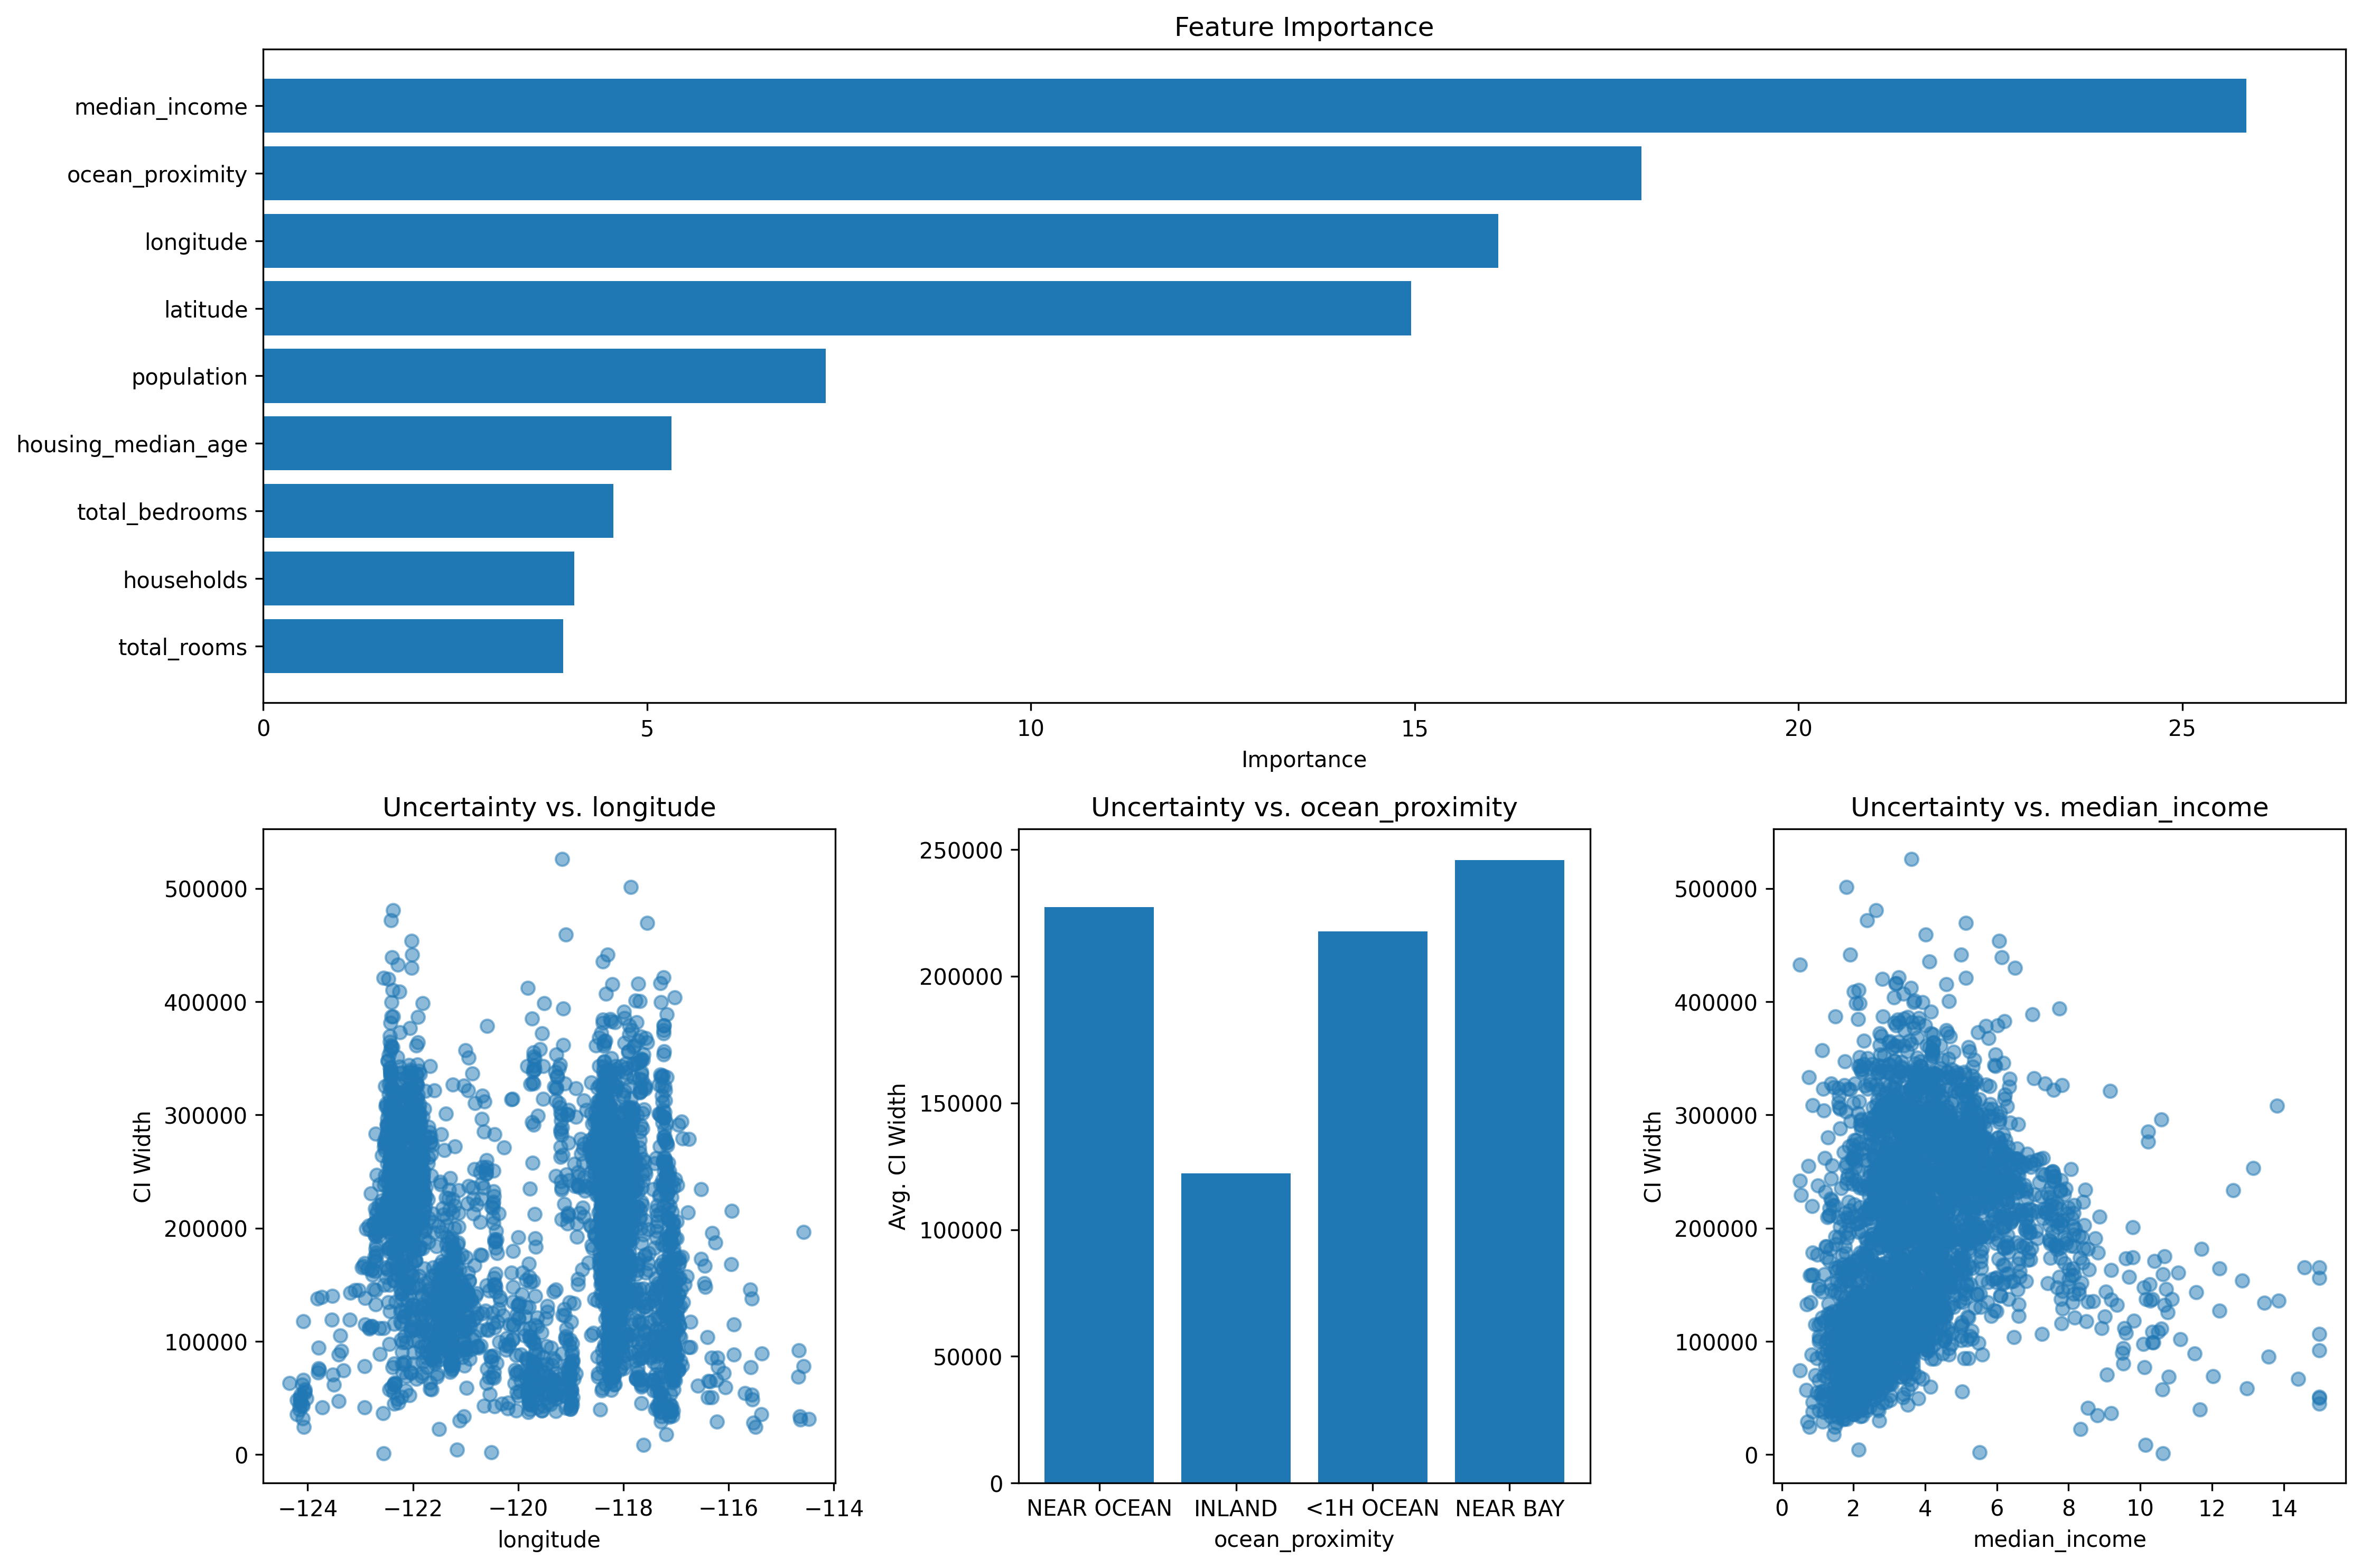 Feature Importance
median_income
ocean_proximity
longitude
latitude
population
housing_median_age
total_bedrooms
households
total_rooms
0 5 10 15 20 25
Importance
Uncertainty vs. longitude
CI Width
500000
400000
300000
200000
100000
0
−124 −122 −120 −118 −116 −114
longitude
Uncertainty vs. ocean_proximity
Avg. CI Width
250000
200000
150000
100000
50000
0
NEAR OCEAN INLAND <1H OCEAN NEAR BAY
ocean_proximity
Uncertainty vs. median_income
CI Width
500000
400000
300000
200000
100000
0
0 2 4 6 8 10 12 14
median_income